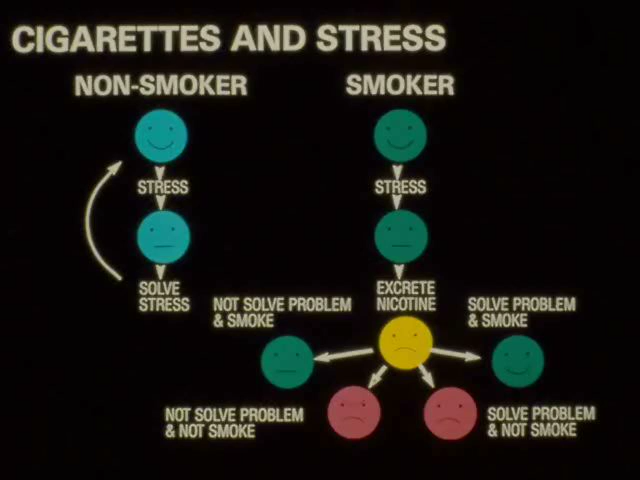 CIGARETTES AND STRESS
NON-SMOKER
SMOKER
STRESS
STRESS
SOLVE
STRESS
EXCRETE
NICOTINE
NOT SOLVE PROBLEM
& SMOKE
SOLVE PROBLEM
& SMOKE
NOT SOLVE PROBLEM
& NOT SMOKE
SOLVE PROBLEM
& NOT SMOKE